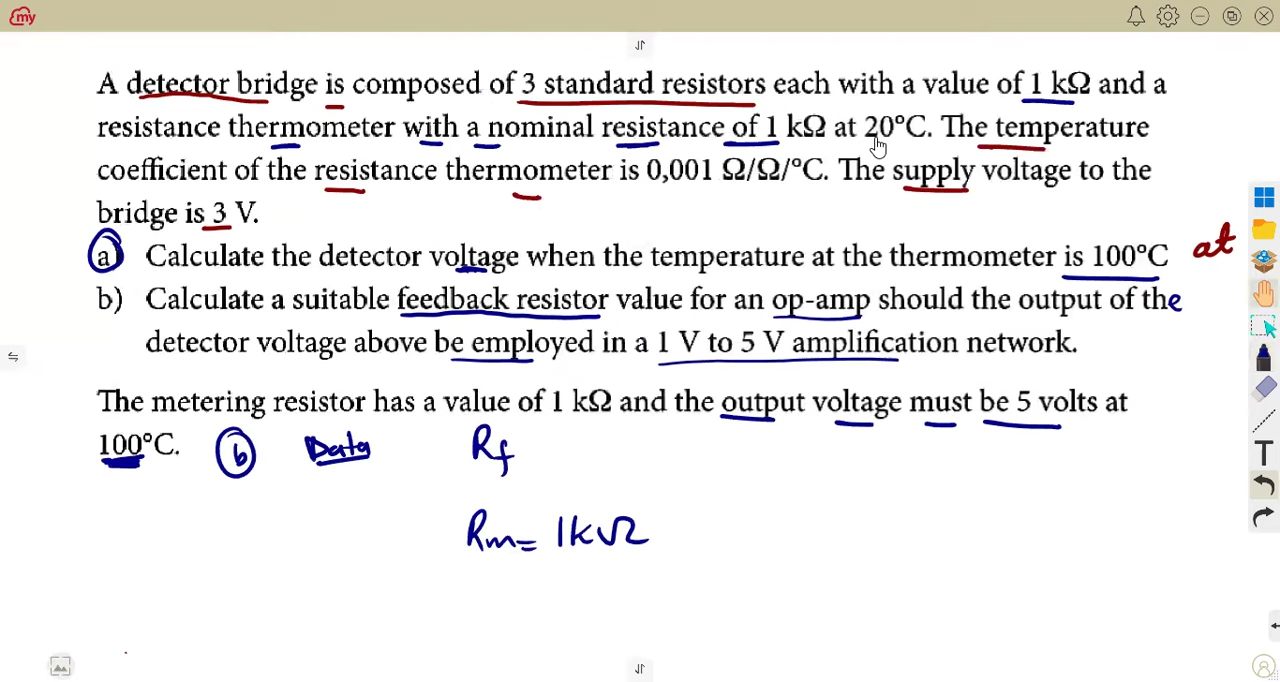 my
A detector bridge is composed of 3 standard resistors each with a value of 1 kΩ and a
resistance thermometer with a nominal resistance of 1 kΩ at 20°C. The temperature
coefficient of the resistance thermometer is 0,001 Ω/Ω/°C. The supply voltage to the
bridge is 3 V.
a) Calculate the detector voltage when the temperature at the thermometer is 100°C at
b) Calculate a suitable feedback resistor value for an op-amp should the output of the
detector voltage above be employed in a 1 V to 5 V amplification network.
The metering resistor has a value of 1 kΩ and the output voltage must be 5 volts at
100°C. b Data Rf
Rm= 1kΩ
T